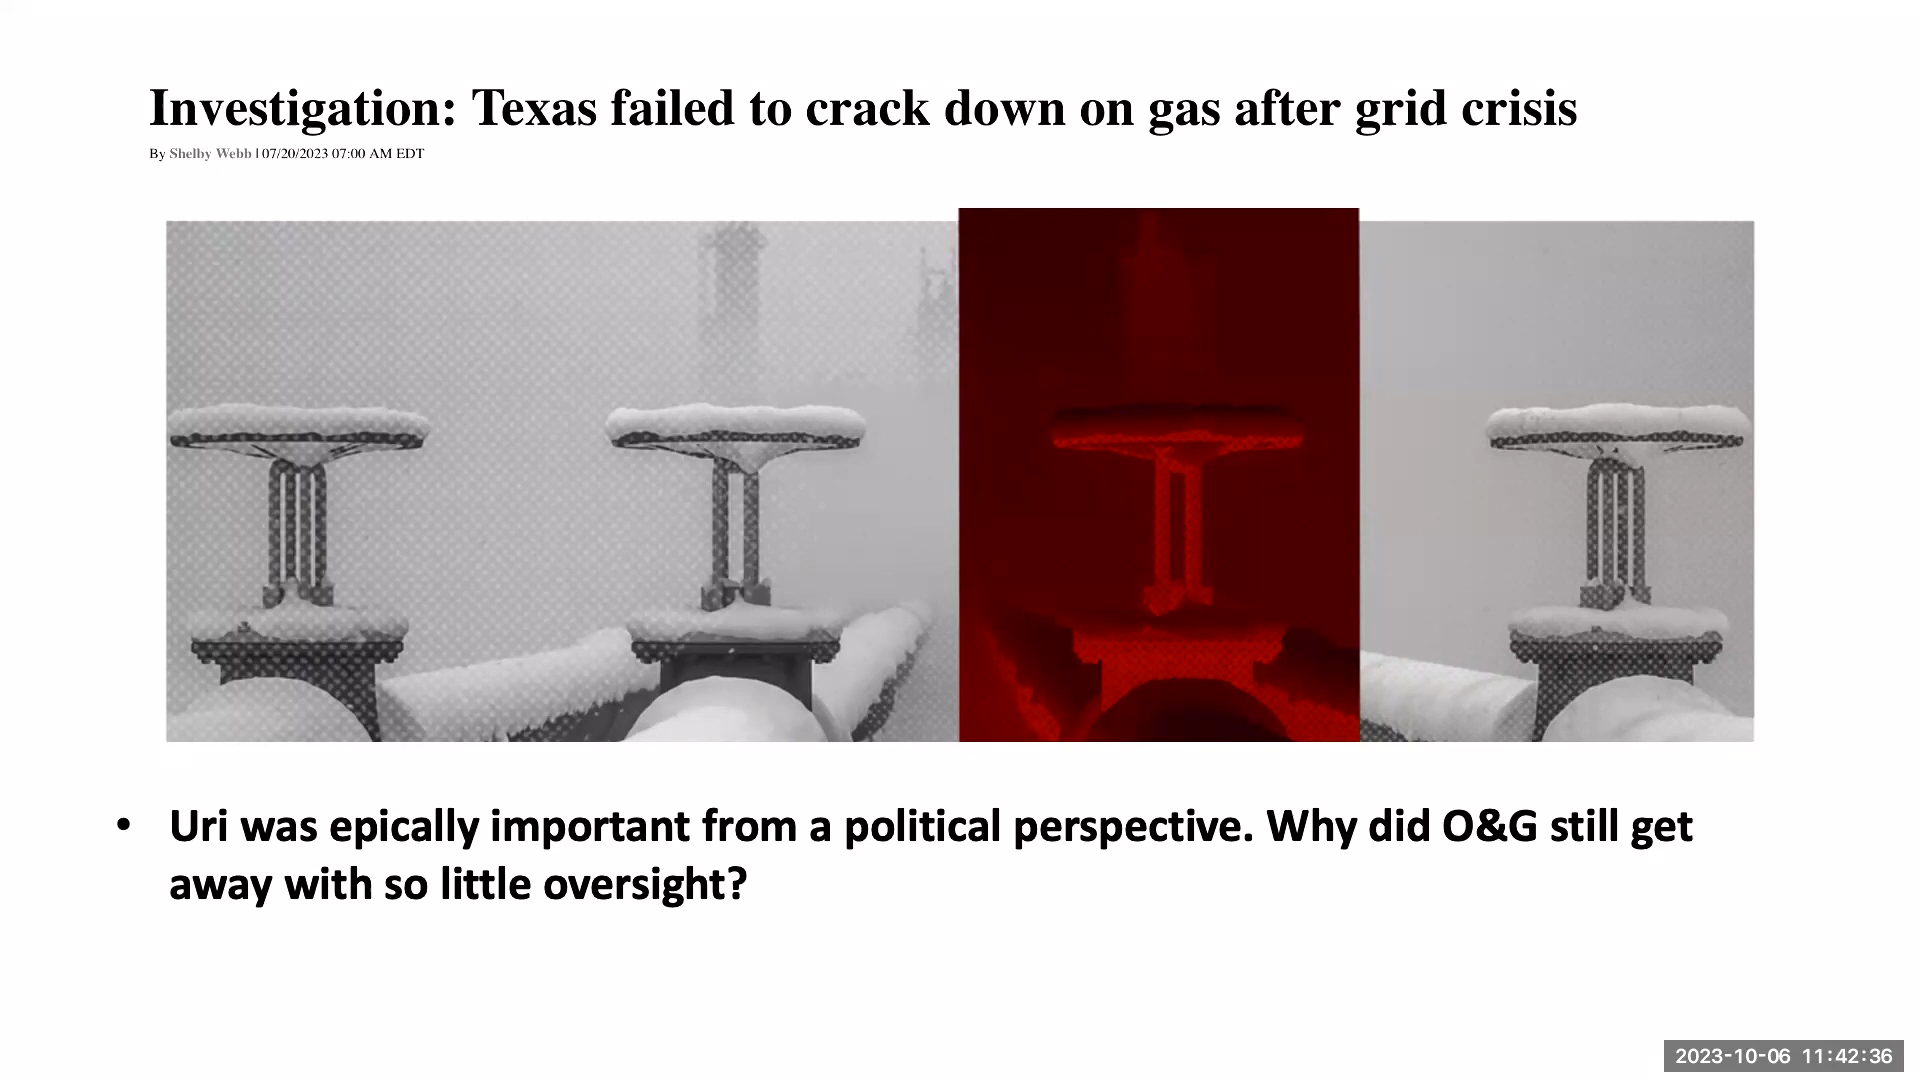 Investigation: Texas failed to crack down on gas after grid crisis
By Shelby Webb | 07/20/2023 07:00 AM EDT
• Uri was epically important from a political perspective. Why did O&G still get
away with so little oversight?
2023-10-06 11:42:36